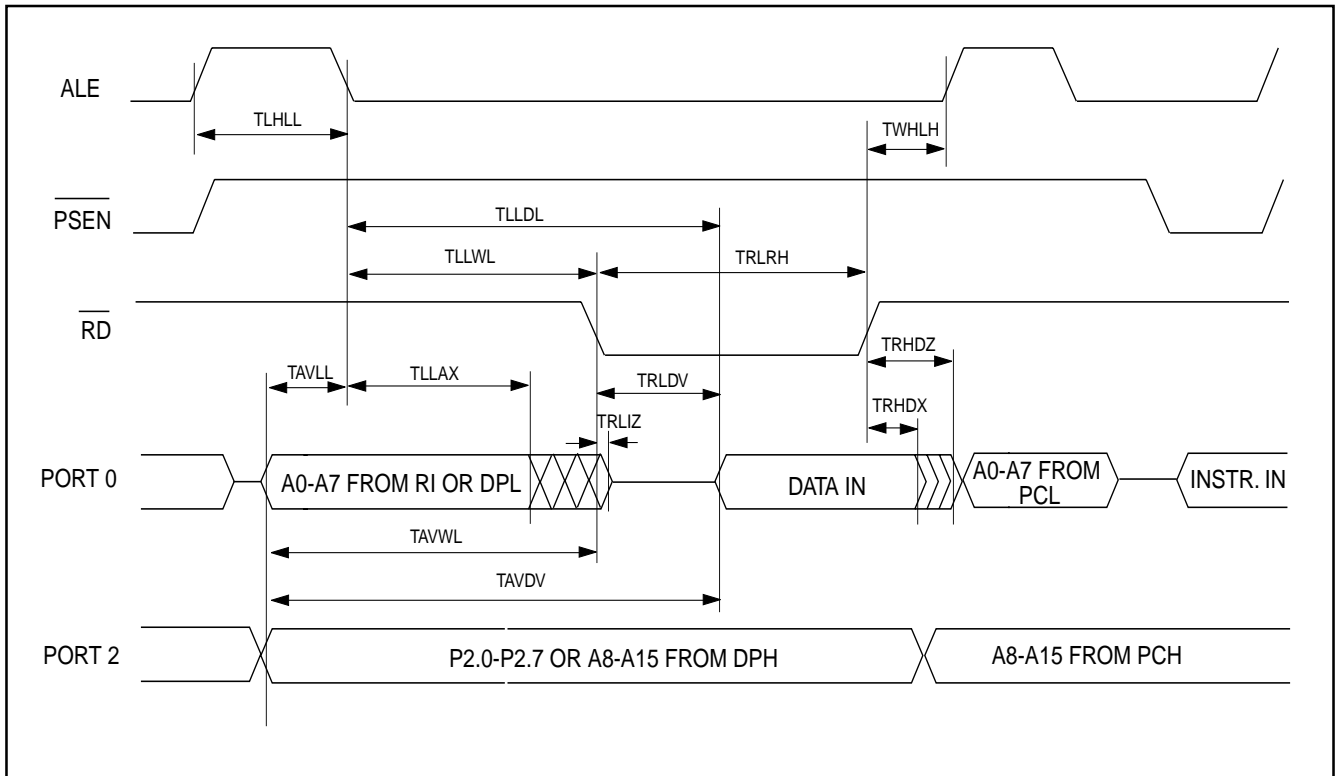 ALE
TLHLL
TWHLH
PSEN
TLLDL
TLLWL
TRLRH
RD
TAVLL
TLLAX
TRLDV
TRHDZ
TRHDX
TRLIZ
PORT 0
A0-A7 FROM RI OR DPL
DATA IN
A0-A7 FROM
PCL
INSTR. IN
TAVWL
TAVDV
PORT 2
P2.0-P2.7 OR A8-A15 FROM DPH
A8-A15 FROM PCH